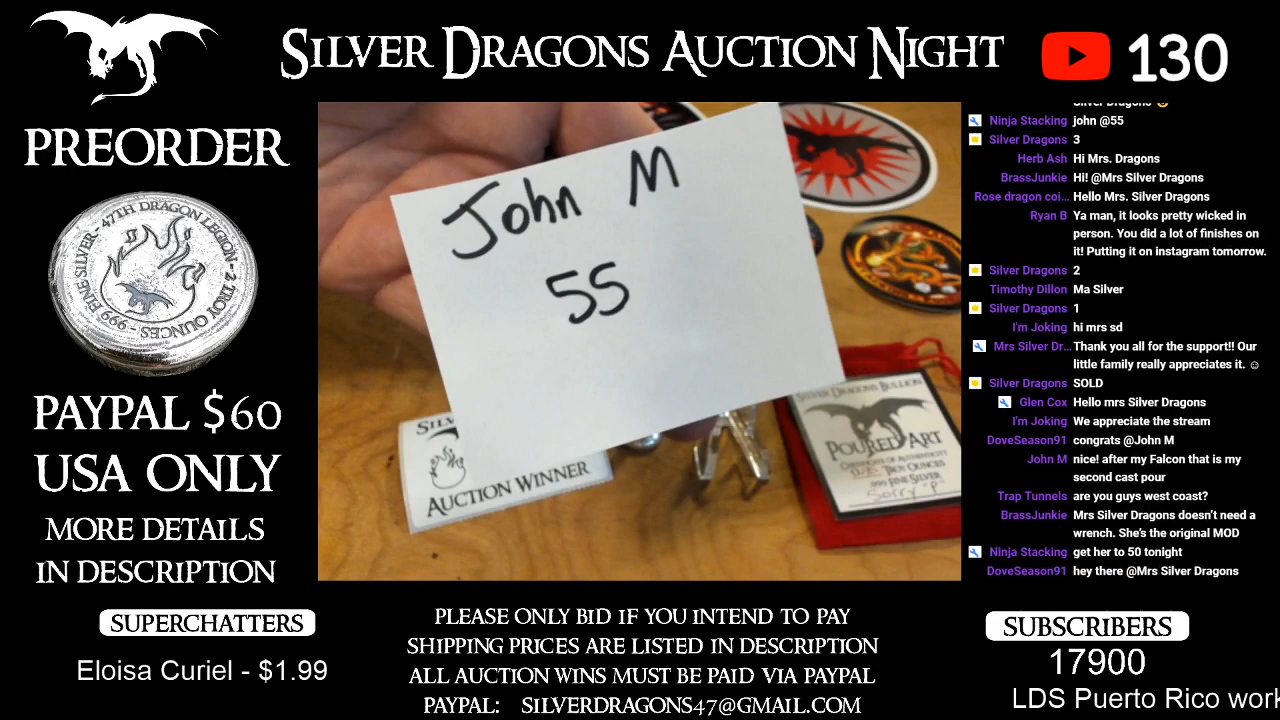 SILVER DRAGONS AUCTION NIGHT
130
PREORDER
47TH DRAGON LEGION - 2 TROY OUNCES - 999 FINE SILVER -
PAYPAL $60
USA ONLY
MORE DETAILS
IN DESCRIPTION
SUPERCHATTERS
Eloisa Curiel - $1.99
John M
55
AUCTION WINNER
SILVER DRAGONS BULLION
POURED ART
CERTIFICATE OF AUTHENTICITY
TROY OUNCES
.999 FINE SILVER
Sorry "P"
Silver Dragons
Ninja Stacking john @55
Silver Dragons 3
Herb Ash Hi Mrs. Dragons
BrassJunkie Hi! @Mrs Silver Dragons
Rose dragon coi... Hello Mrs. Silver Dragons
Ryan B Ya man, it looks pretty wicked in
person. You did a lot of finishes on
it! Putting it on instagram tomorrow.
Silver Dragons 2
Timothy Dillon Ma Silver
Silver Dragons 1
I'm Joking hi mrs sd
Mrs Silver Dr... Thank you all for the support!! Our
little family really appreciates it. ☺
Silver Dragons SOLD
Glen Cox Hello mrs Silver Dragons
I'm Joking We appreciate the stream
DoveSeason91 congrats @John M
John M nice! after my Falcon that is my
second cast pour
Trap Tunnels are you guys west coast?
BrassJunkie Mrs Silver Dragons doesn't need a
wrench. She's the original MOD
Ninja Stacking get her to 50 tonight
DoveSeason91 hey there @Mrs Silver Dragons
PLEASE ONLY BID IF YOU INTEND TO PAY
SHIPPING PRICES ARE LISTED IN DESCRIPTION
ALL AUCTION WINS MUST BE PAID VIA PAYPAL
PAYPAL: SILVERDRAGONS47@GMAIL.COM
SUBSCRIBERS
17900
LDS Puerto Rico work